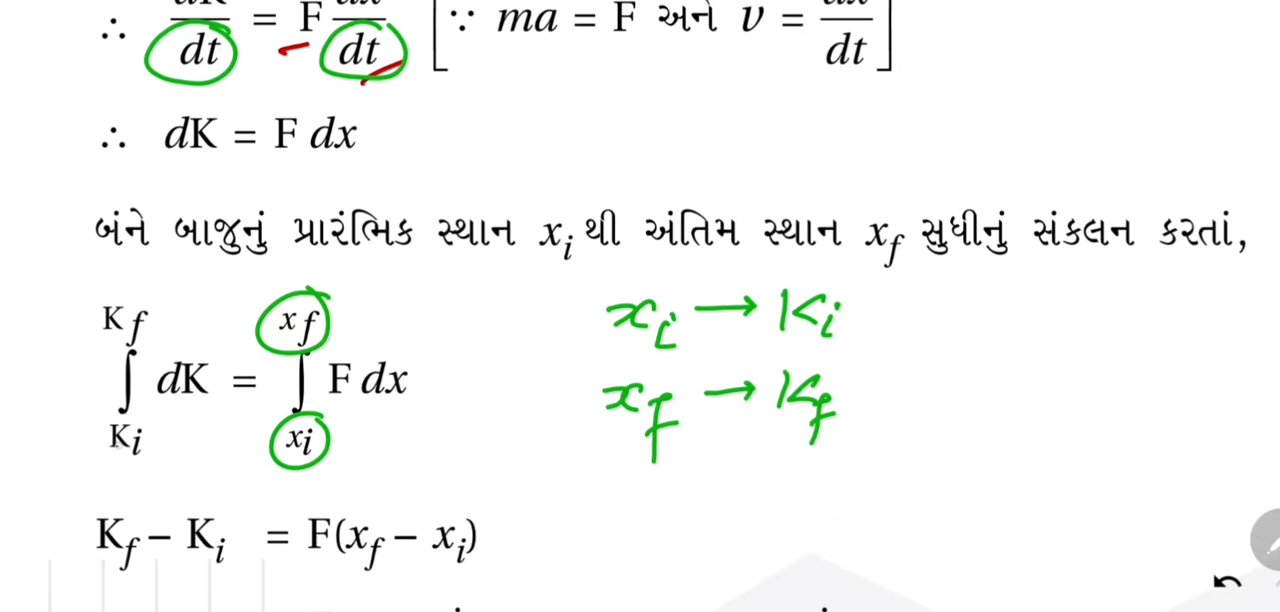 ∴ dK/dt = F dx/dt [∵ ma = F અને v = dx/dt]
∴ dK = F dx
બંને બાજુનું પ્રારંભિક સ્થાન xᵢ થી અંતિમ સ્થાન x_f સુધીનું સંકલન કરતાં,
∫_{Kᵢ}^{K_f} dK = ∫_{xᵢ}^{x_f} F dx
xᵢ → Kᵢ
x_f → K_f
K_f − Kᵢ = F(x_f − xᵢ)